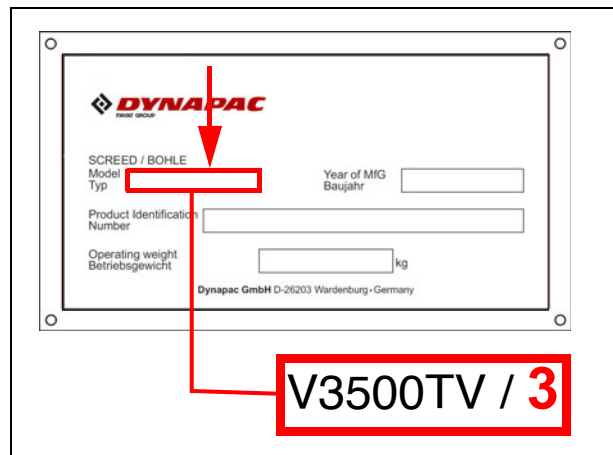 DYNAPAC
FAYAT GROUP
SCREED / BOHLE
Model
Typ
Year of MfG
Baujahr
Product Identification
Number
Operating weight
Betriebsgewicht
kg
Dynapac GmbH D-26203 Wardenburg - Germany
V3500TV / 3